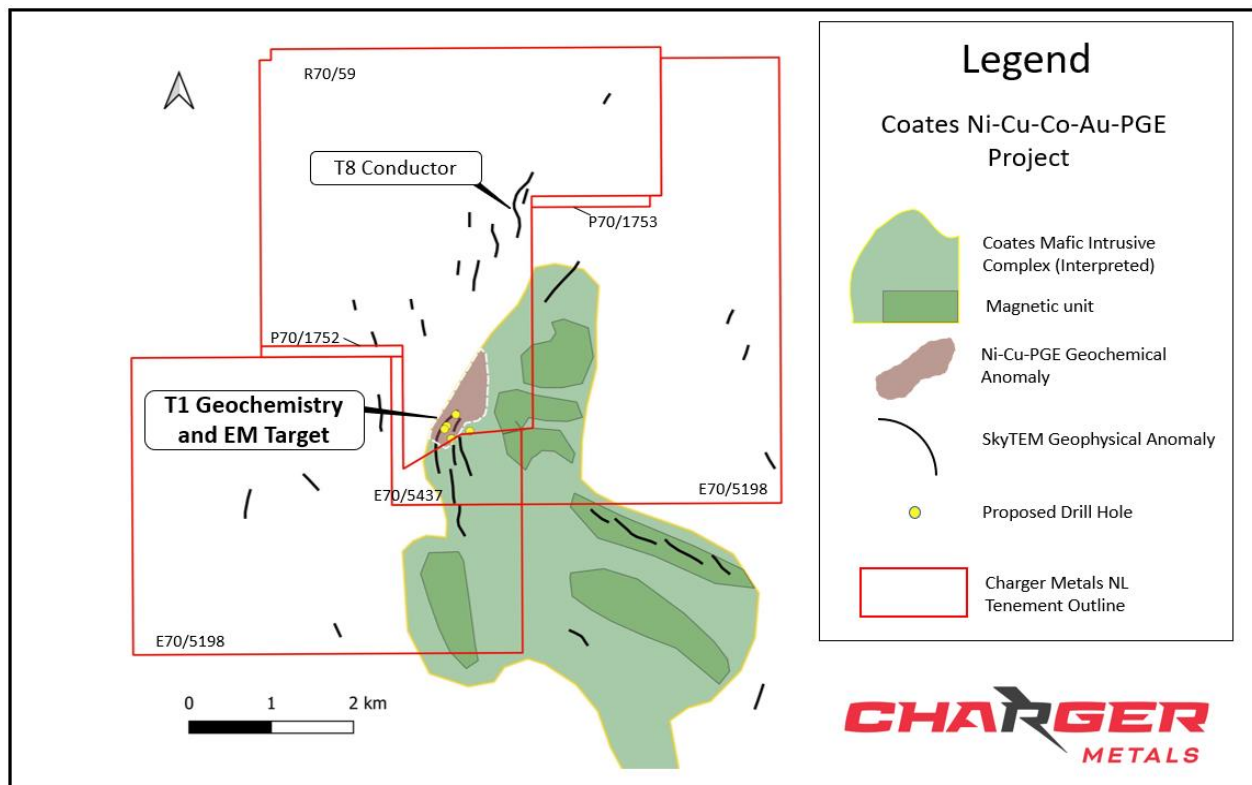 R70/59
T8 Conductor
P70/1753
P70/1752
T1 Geochemistry
and EM Target
E70/5437
E70/5198
E70/5198
0 1 2 km
Legend
Coates Ni-Cu-Co-Au-PGE
Project
Coates Mafic Intrusive
Complex (Interpreted)
Magnetic unit
Ni-Cu-PGE Geochemical
Anomaly
SkyTEM Geophysical Anomaly
Proposed Drill Hole
Charger Metals NL
Tenement Outline
CHARGER
METALS